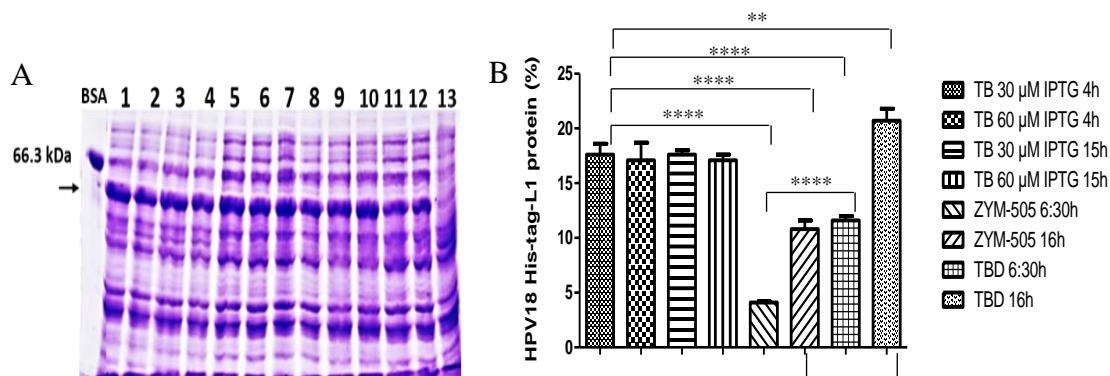 A
BSA 1 2 3 4 5 6 7 8 9 10 11 12 13
66.3 kDa
B
**
****
****
****
****
HPV18 His-tag-L1 protein (%)
25
20
15
10
5
0
TB 30 µM IPTG 4h
TB 60 µM IPTG 4h
TB 30 µM IPTG 15h
TB 60 µM IPTG 15h
ZYM-505 6:30h
ZYM-505 16h
TBD 6:30h
TBD 16h